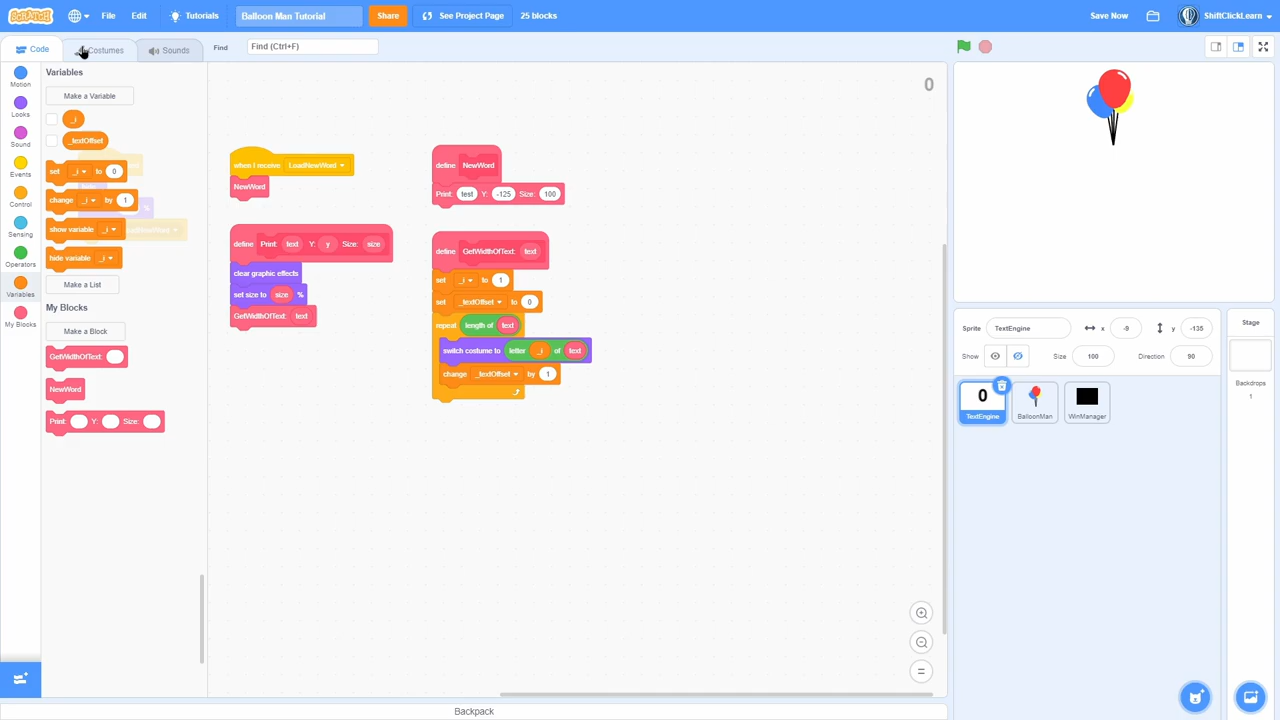 SCRATCH File Edit Tutorials Balloon Man Tutorial Share See Project Page 25 blocks Save Now ShiftClickLearn
Code Costumes Sounds Find Find (Ctrl+F)
Motion
Looks
Sound
Events
Control
Sensing
Operators
Variables
My Blocks
Variables
Make a Variable
_i
_textOffset
set _i to 0
change _i by 1
show variable _i
hide variable _i
Make a List
My Blocks
Make a Block
GetWidthOfText:
NewWord
Print: Y: Size:
0
when I receive LoadNewWord
NewWord
define Print: text Y: y Size: size
clear graphic effects
set size to size %
GetWidthOfText: text
define NewWord
Print: test Y: -125 Size: 100
define GetWidthOfText: text
set _i to 1
set _textOffset to 0
repeat length of text
switch costume to letter _i of text
change _textOffset by 1
Sprite TextEngine x -9 y -135
Show Size 100 Direction 90
0
TextEngine BalloonMan WinManager
Stage
Backdrops
1
Backpack